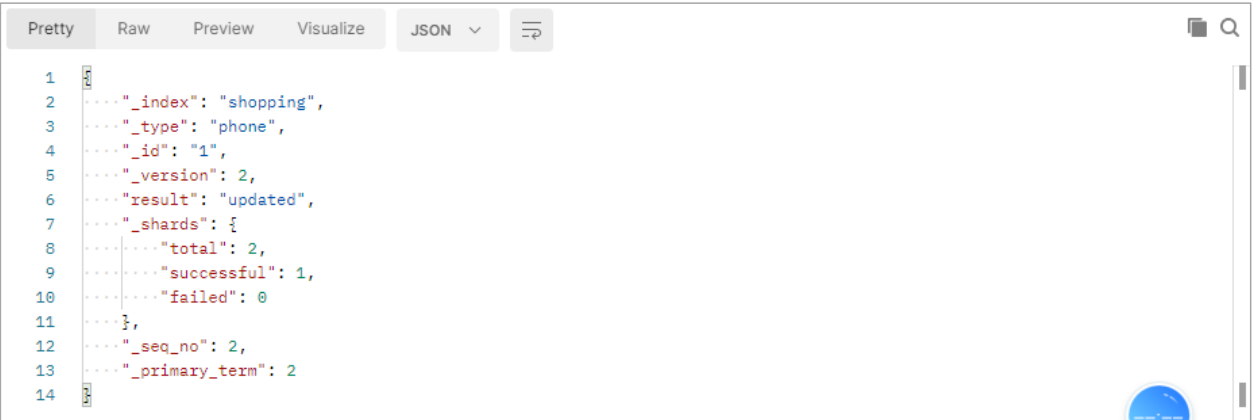 Pretty Raw Preview Visualize JSON
1 {
2 "_index": "shopping",
3 "_type": "phone",
4 "_id": "1",
5 "_version": 2,
6 "result": "updated",
7 "_shards": {
8 "total": 2,
9 "successful": 1,
10 "failed": 0
11 },
12 "_seq_no": 2,
13 "_primary_term": 2
14 }